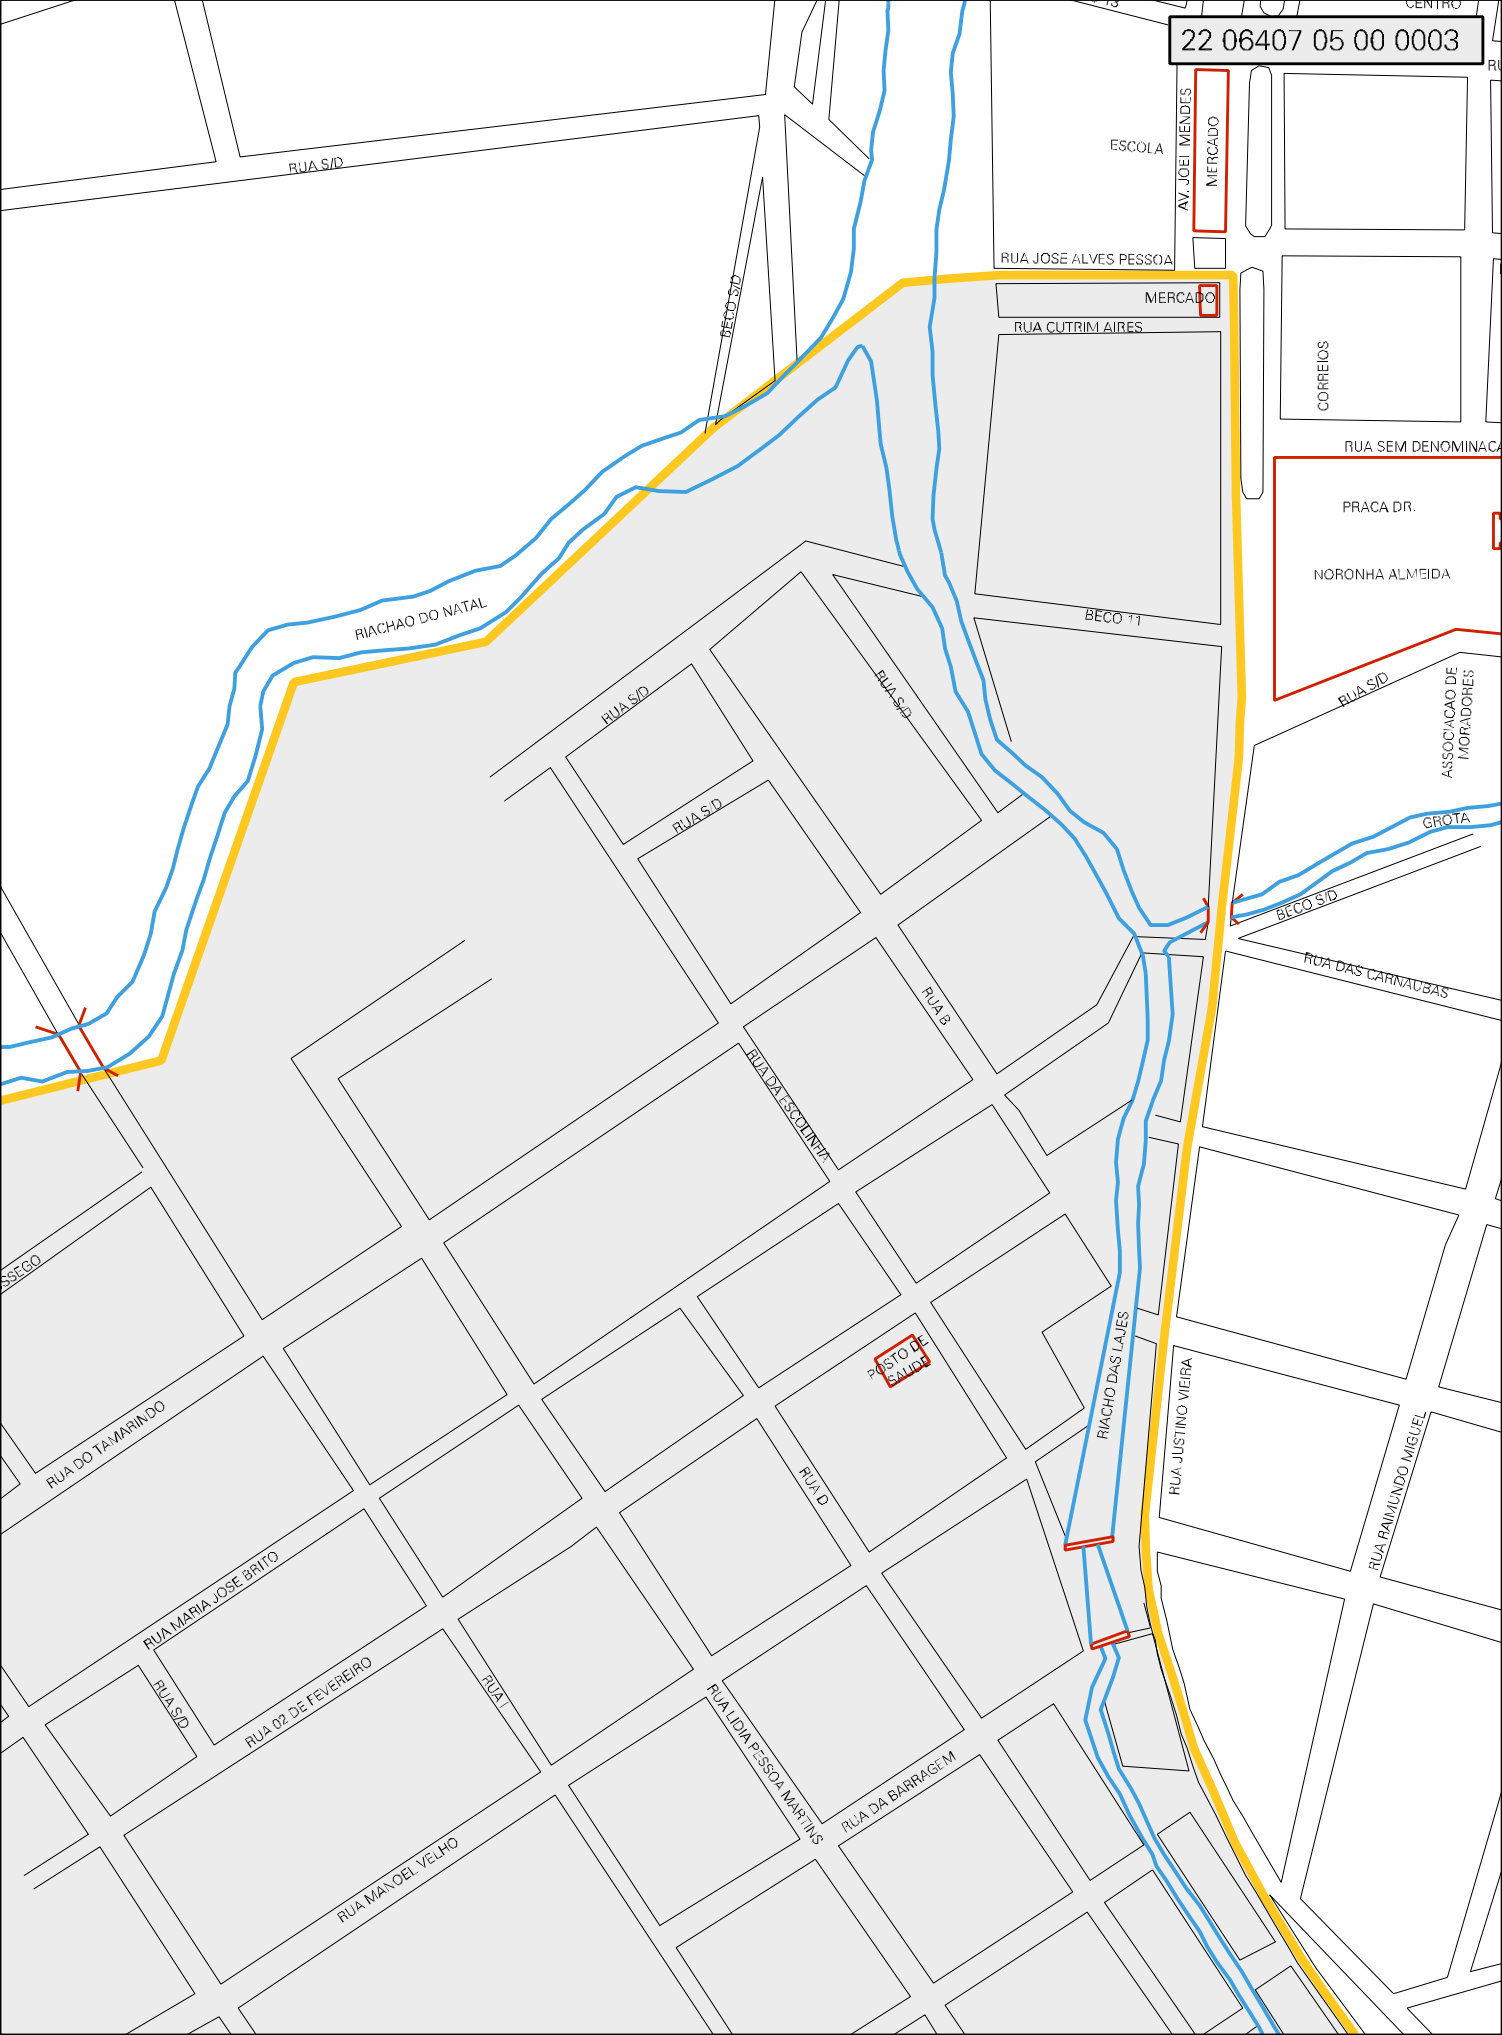 CENTRO
22 06407 05 00 0003
AV. JOEL MENDES
MERCADO
ESCOLA
RUA S/D
RUA JOSE ALVES PESSOA
BECO S/D
MERCADO
RUA CUTRIM AIRES
CORREIOS
RUA SEM DENOMINACA
PRACA DR.
NORONHA ALMEIDA
RIACHAO DO NATAL
BECO 11
RUA S/D
RUA S/D
RUA S/D
ASSOCIACAO DE
MORADORES
RUA S/D
GROTA
BECO S/D
RUA DAS CARNAUBAS
RUA B
RUA DA ESCOLINHA
SSEGO
POSTO DE
SAUDE
RIACHO DAS LAJES
RUA JUSTINO VIEIRA
RUA RAIMUNDO MIGUEL
RUA DO TAMARINDO
RUA D
RUA MARIA JOSE BRITO
RUA S/D
RUA 02 DE FEVEREIRO
RUA I
RUA LIDIA PESSOA MARTINS
RUA DA BARRAGEM
RUA MANOEL VELHO